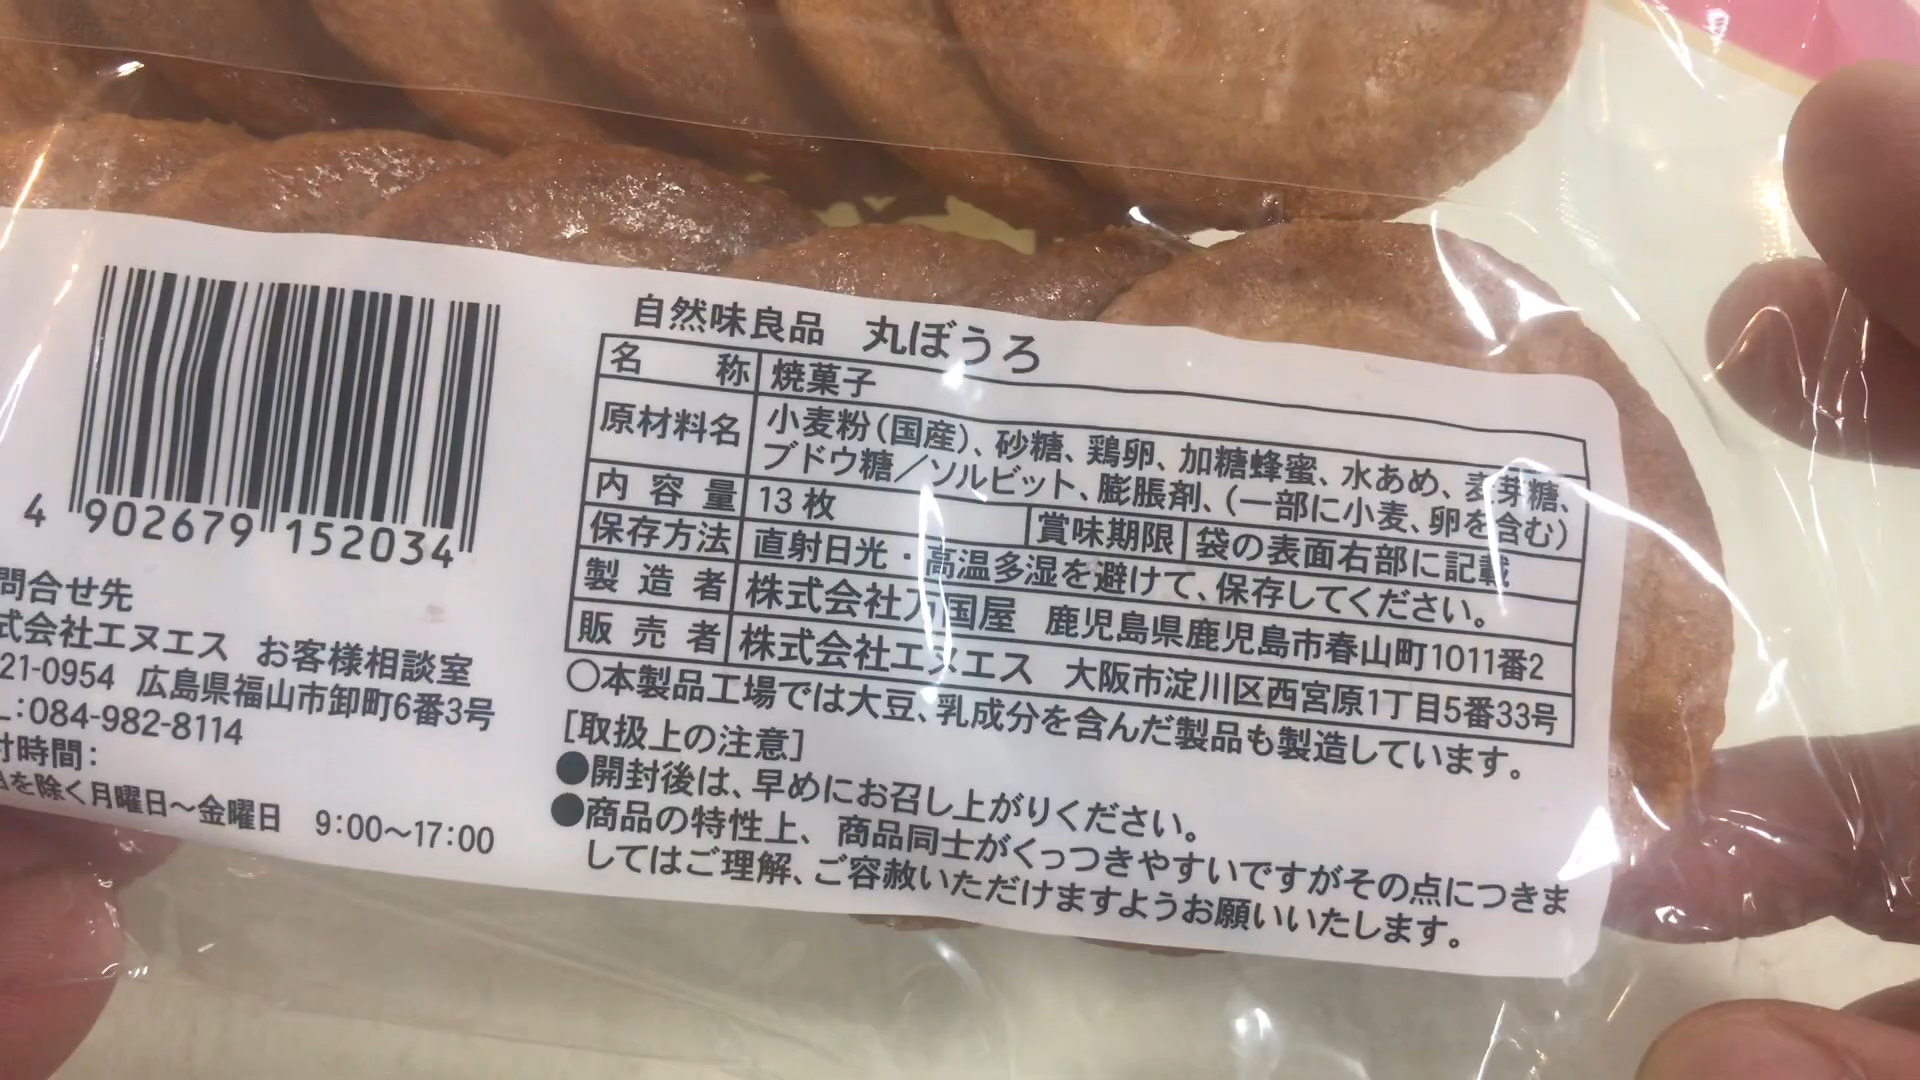 自然味良品 丸ぼうろ
名 称 焼菓子
原材料名 小麦粉(国産)、砂糖、鶏卵、加糖蜂蜜、水あめ、麦芽糖、
ブドウ糖/ソルビット、膨脹剤、(一部に小麦、卵を含む)
内容量 13枚 賞味期限 袋の表面右部に記載
保存方法 直射日光・高温多湿を避けて、保存してください。
製造者 株式会社万国屋 鹿児島県鹿児島市春山町1011番2
販売者 株式会社エヌエス 大阪市淀川区西宮原1丁目5番33号
○本製品工場では大豆、乳成分を含んだ製品も製造しています。
[取扱上の注意]
●開封後は、早めにお召し上がりください。
●商品の特性上、商品同士がくっつきやすいですがその点につきま
してはご理解、ご容赦いただけますようお願いいたします。
4 902679 152034
問合せ先
式会社エヌエス お客様相談室
21-0954 広島県福山市卸町6番3号
:084-982-8114
時間:
を除く月曜日~金曜日 9:00~17:00